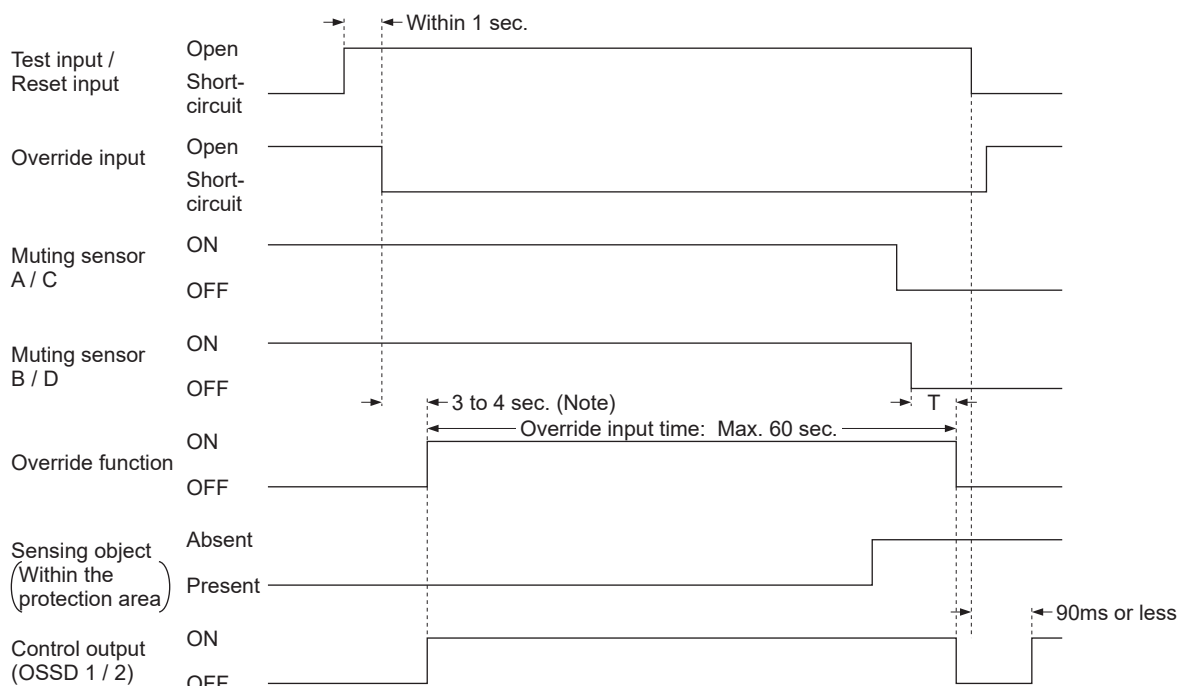 Within 1 sec.
Test input /
Reset input
Open
Short-
circuit
Override input
Open
Short-
circuit
Muting sensor
A / C
ON
OFF
Muting sensor
B / D
ON
OFF
3 to 4 sec. (Note)
T
Override input time: Max. 60 sec.
Override function
ON
OFF
Sensing object
(Within the
protection area)
Absent
Present
90ms or less
Control output
(OSSD 1 / 2)
ON
OFF